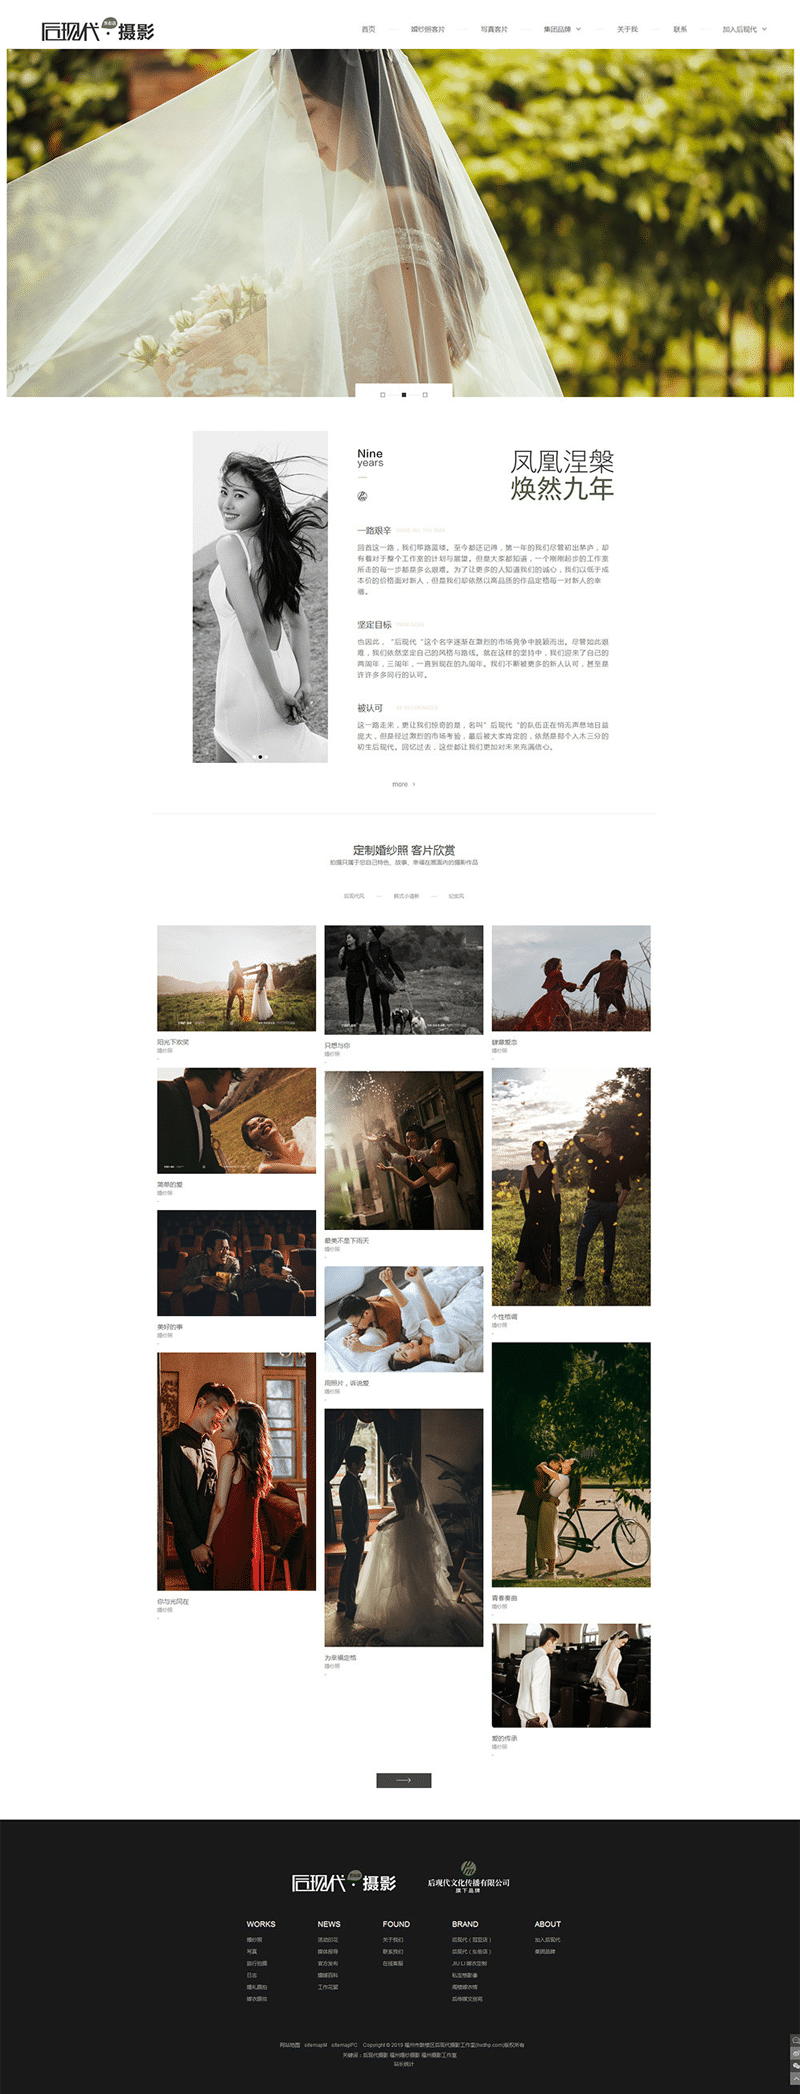 后现代·摄影
首页 婚纱照客片 写真客片 集团品牌 关于我 联系 加入后现代
Nine
years
凤凰涅槃
焕然九年
一路艰辛
回首这一路，我们筚路蓝缕。至今都还记得，第一年的我们尽管初出茅庐，却
有着对于整个工作室的计划与展望。但是大家都知道，一个刚刚起步的工作室
所走的每一步都是多么艰难。为了让更多的人知道我们的诚心，我们以低于成
本价的价格面对新人，但是我们却依然以高品质的作品定格每一对新人的幸
福。
坚定目标
也因此，“后现代“这个名字逐渐在激烈的市场竞争中脱颖而出。尽管如此艰
难，我们依然坚定自己的风格与路线。就在这样的坚持中，我们迎来了自己的
两周年，三周年，一直到现在的九周年。我们不断被更多的新人认可，甚至是
许许多多同行的认可。
被认可
这一路走来，更让我们惊奇的是，名叫”后现代“的队伍正在悄无声息地日益
庞大，但是经过激烈的市场考验，最后被大家肯定的，依然是那个入木三分的
初生后现代。回忆过去，这些都让我们更加对未来充满信心。
more >
定制婚纱照 客片欣赏
拍摄只属于您自己特色、故事、幸福在画面内的摄影作品
后现代风 — 韩式小清新 — 纪实风
阳光下欢笑
婚纱照
只想与你
婚纱照
肆意爱恋
婚纱照
简单的爱
婚纱照
最美不是下雨天
婚纱照
个性格调
婚纱照
美好的事
婚纱照
用照片，诉说爱
婚纱照
你与光同在
婚纱照
为幸福定格
婚纱照
青春奏曲
婚纱照
爱的传承
婚纱照
后现代·摄影
后现代文化传播有限公司
旗下品牌
WORKS NEWS FOUND BRAND ABOUT
婚纱照 活动印花 关于我们 后现代（冠亚店） 加入后现代
写真 媒体报导 联系我们 后现代（东街店） 集团品牌
旅行拍摄 官方发布 在线客服 JIU LI 嫁衣定制
日志 婚嫁百科
婚礼跟拍 工作花絮
网站地图 sitemapM sitemapPC Copyright © 2019 福州市鼓楼区后现代摄影工作室(hxdhp.com)版权所有
关键词：后现代摄影 福州婚纱摄影 福州摄影工作室
站长统计